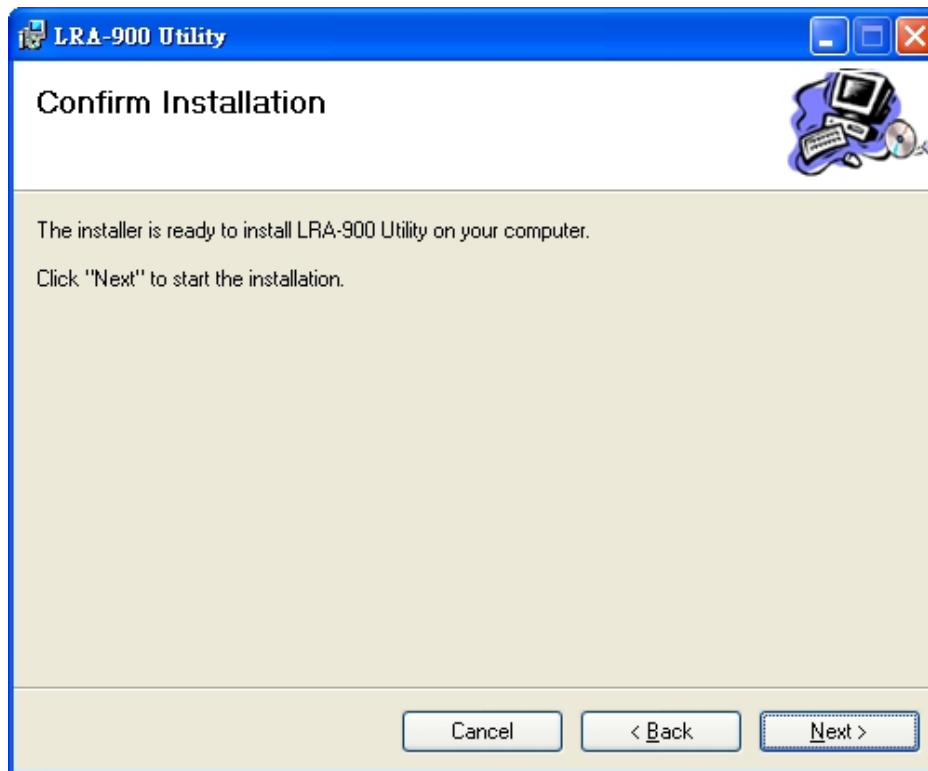 LRA-900 Utility
Confirm Installation
The installer is ready to install LRA-900 Utility on your computer.
Click "Next" to start the installation.
Cancel
< Back
Next >